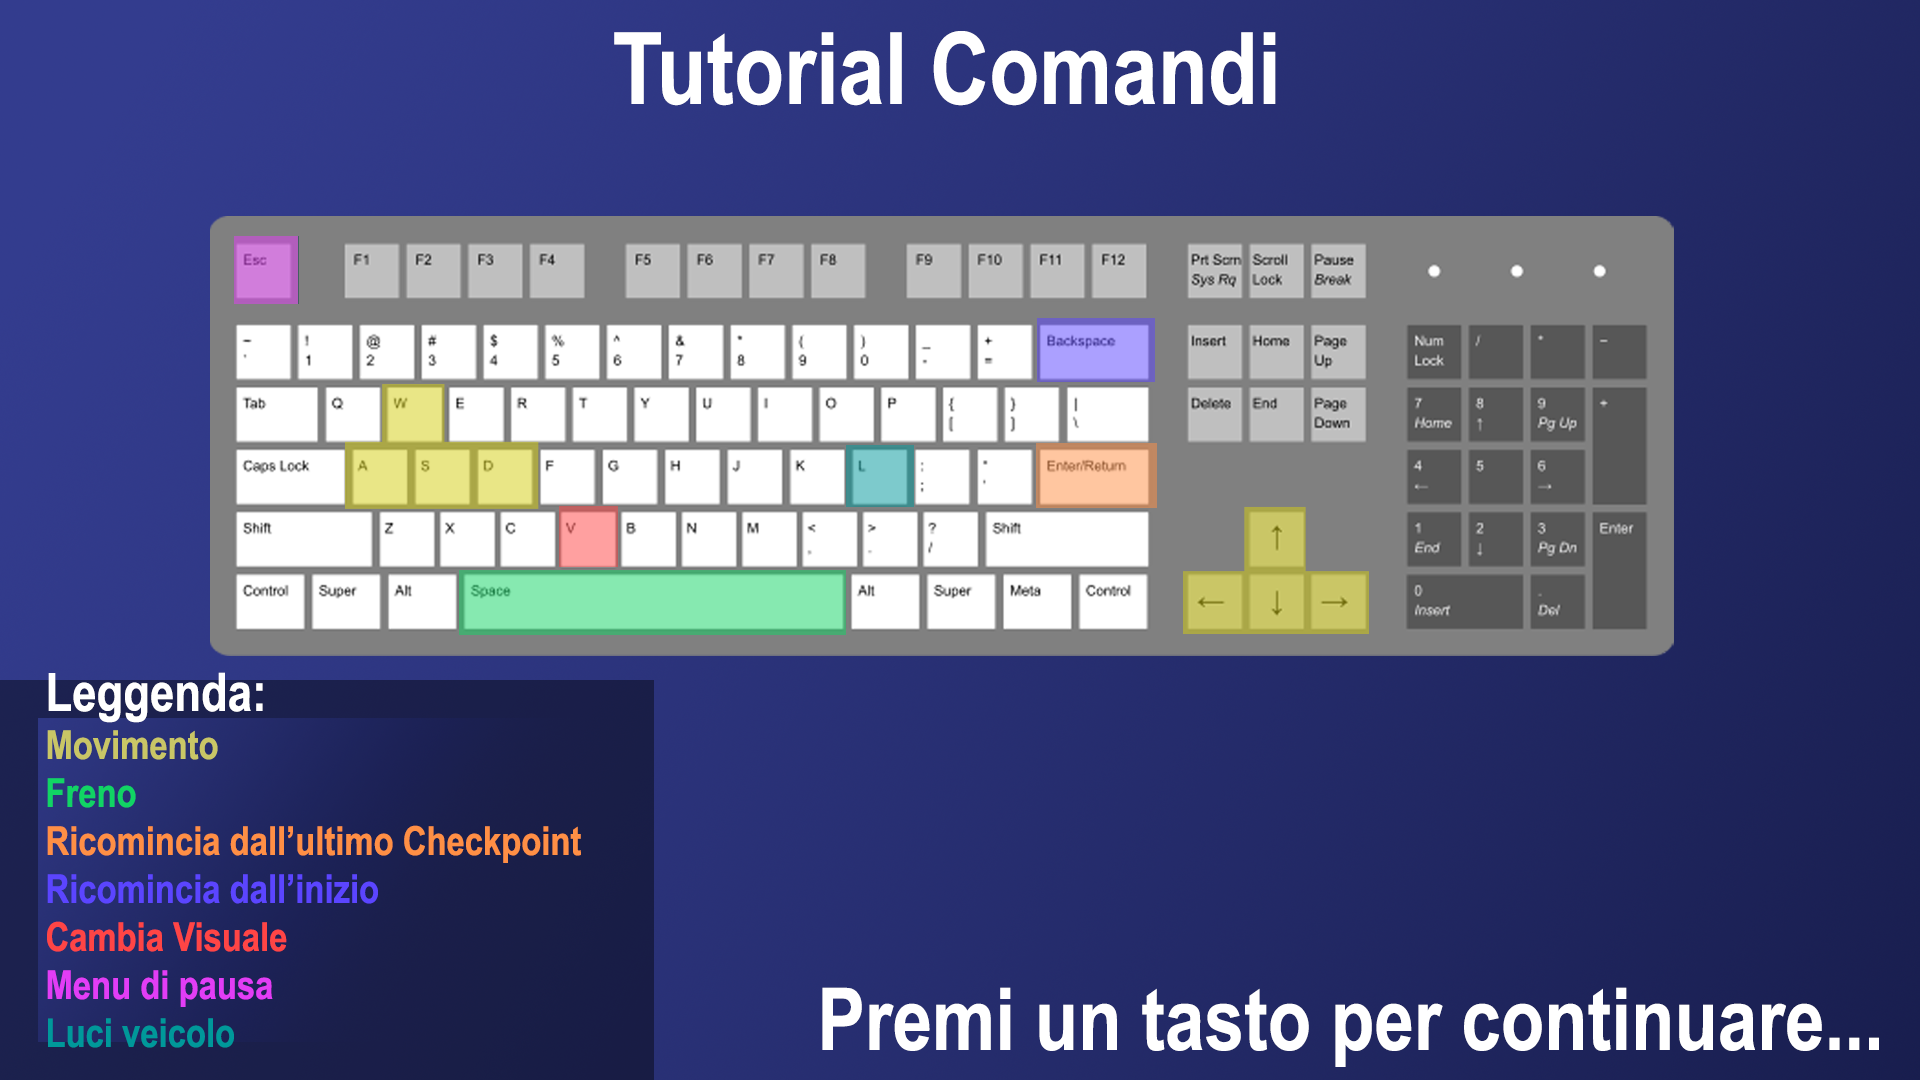 Tutorial Comandi
Esc F1 F2 F3 F4 F5 F6 F7 F8 F9 F10 F11 F12 Prt Scrn Scroll Pause
Sys Rq Lock Break
~ ! @ # $ % ^ & * ( ) _ + Backspace Insert Home Page Num / * −
` 1 2 3 4 5 6 7 8 9 0 - = Up Lock
Tab Q W E R T Y U I O P { } | Delete End Page 7 8 9 +
[ ] \ Down Home ↑ Pg Up
Caps Lock A S D F G H J K L : " Enter/Return 4 5 6
; ' ← →
Shift Z X C V B N M < > ? Shift ↑ 1 2 3 Enter
, . / End ↓ Pg Dn
Control Super Alt Space Alt Super Meta Control ← ↓ → 0 .
Insert Del
Leggenda:
Movimento
Freno
Ricomincia dall’ultimo Checkpoint
Ricomincia dall’inizio
Cambia Visuale
Menu di pausa
Luci veicolo
Premi un tasto per continuare...